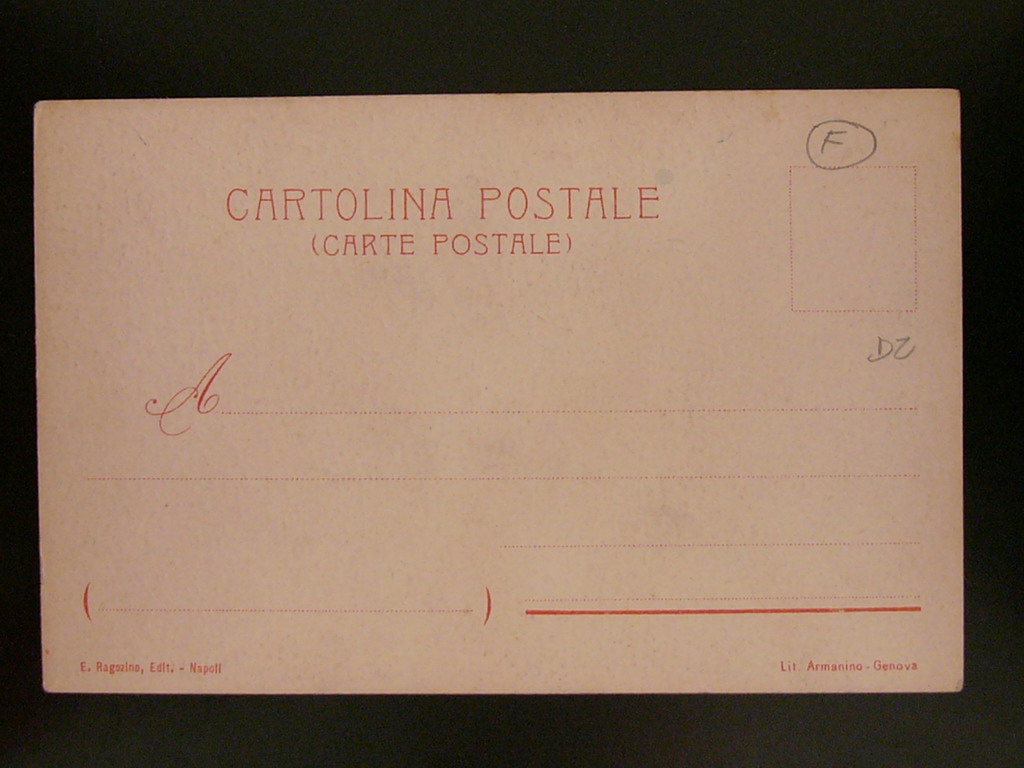 F
CARTOLINA POSTALE
(CARTE POSTALE)
DZ
A
( )
E. Ragozino, Edit. - Napoli
Lit. Armanino - Genova